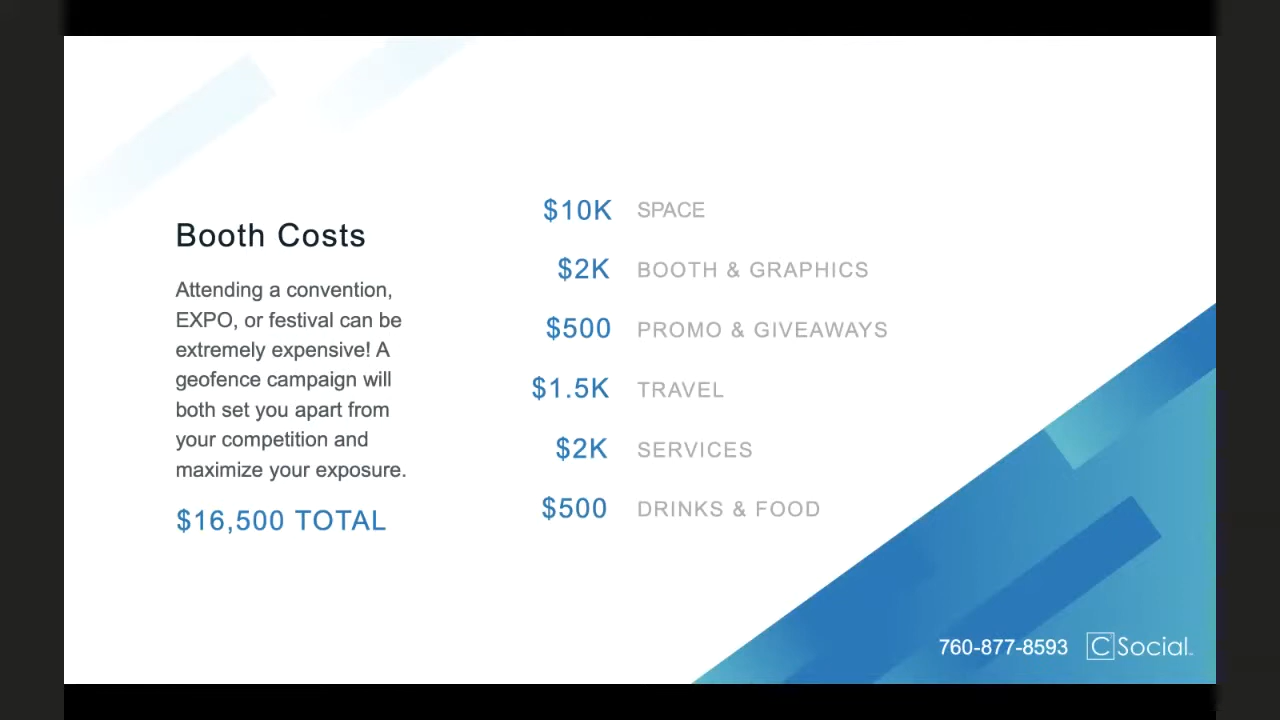 Booth Costs
Attending a convention,
EXPO, or festival can be
extremely expensive! A
geofence campaign will
both set you apart from
your competition and
maximize your exposure.
$16,500 TOTAL
$10K SPACE
$2K BOOTH & GRAPHICS
$500 PROMO & GIVEAWAYS
$1.5K TRAVEL
$2K SERVICES
$500 DRINKS & FOOD
760-877-8593 C Social